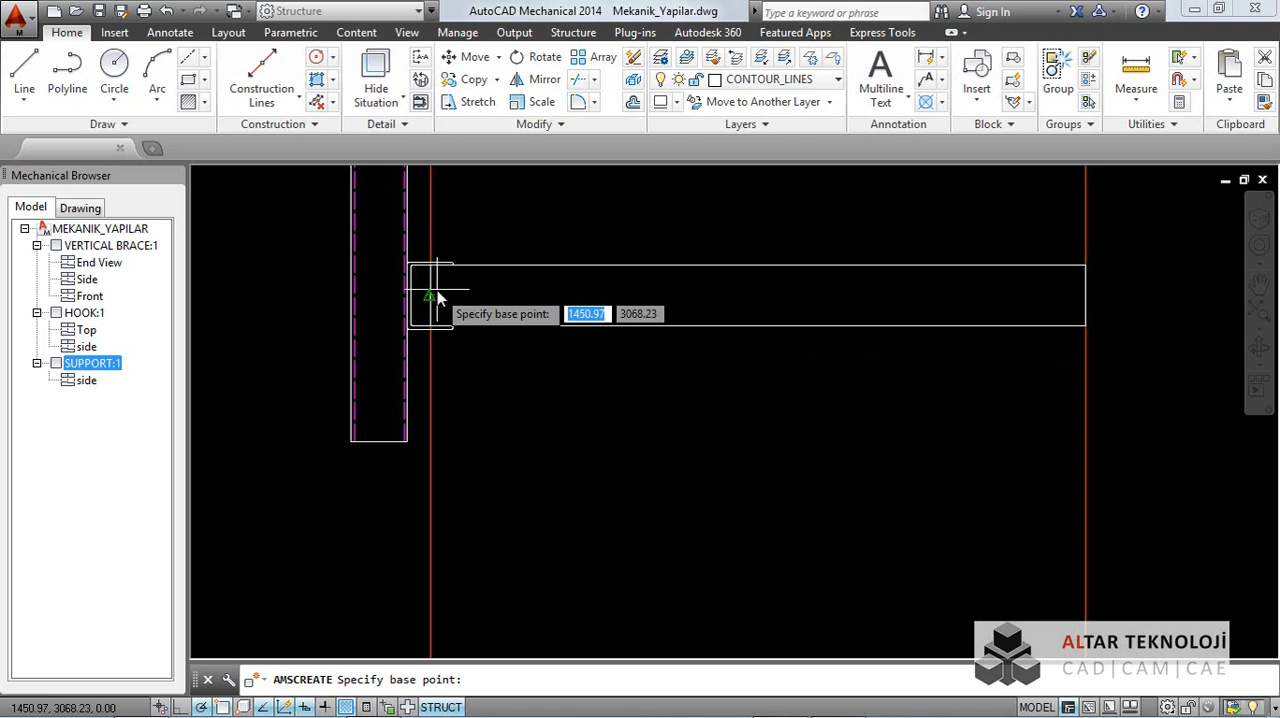 Structure
AutoCAD Mechanical 2014 Mekanik_Yapilar.dwg
Type a keyword or phrase
Sign In
M
Home Insert Annotate Layout Parametric Content View Manage Output Structure Plug-ins Autodesk 360 Featured Apps Express Tools
Line Polyline Circle Arc
Construction Lines
Hide Situation
Move Rotate Array
Copy Mirror
Stretch Scale
CONTOUR_LINES
Move to Another Layer
Multiline Text
Insert
Group
Measure
Paste
Draw Construction Detail Modify Layers Annotation Block Groups Utilities Clipboard
Mechanical Browser
Model Drawing
MEKANIK_YAPILAR
VERTICAL BRACE:1
End View
Side
Front
HOOK:1
Top
side
SUPPORT:1
side
Specify base point: 1450.97 3068.23
ALTAR TEKNOLOJİ
CAD|CAM|CAE
AMSCREATE Specify base point:
1450.97, 3068.23, 0.00
STRUCT
MODEL